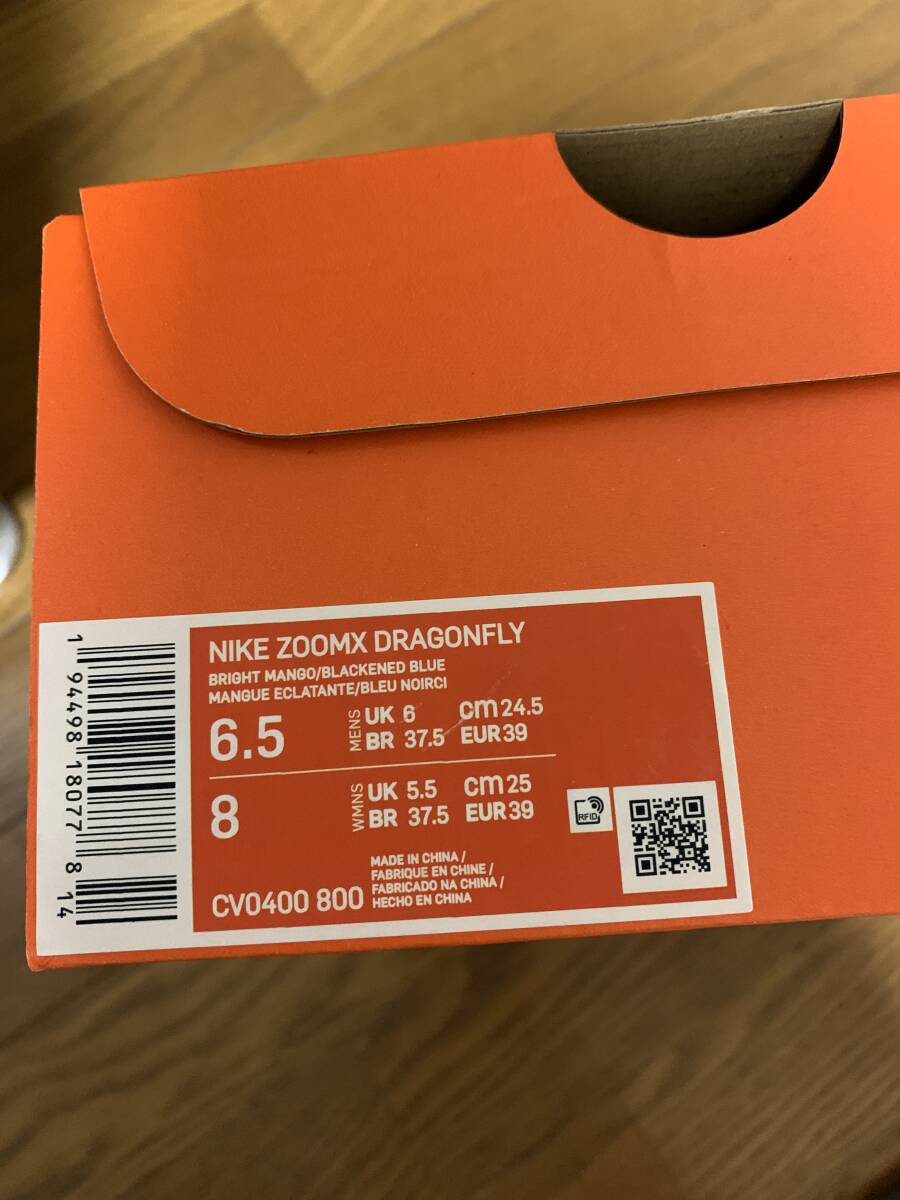 NIKE ZOOMX DRAGONFLY
BRIGHT MANGO/BLACKENED BLUE
MANGUE ECLATANTE/BLEU NOIRCI
6.5 MENS UK 6 cm 24.5
BR 37.5 EUR 39
8 WMNS UK 5.5 cm 25
BR 37.5 EUR 39
RFID
CV0400 800
MADE IN CHINA /
FABRIQUE EN CHINE /
FABRICADO NA CHINA /
HECHO EN CHINA
1 94498 18077 8 14